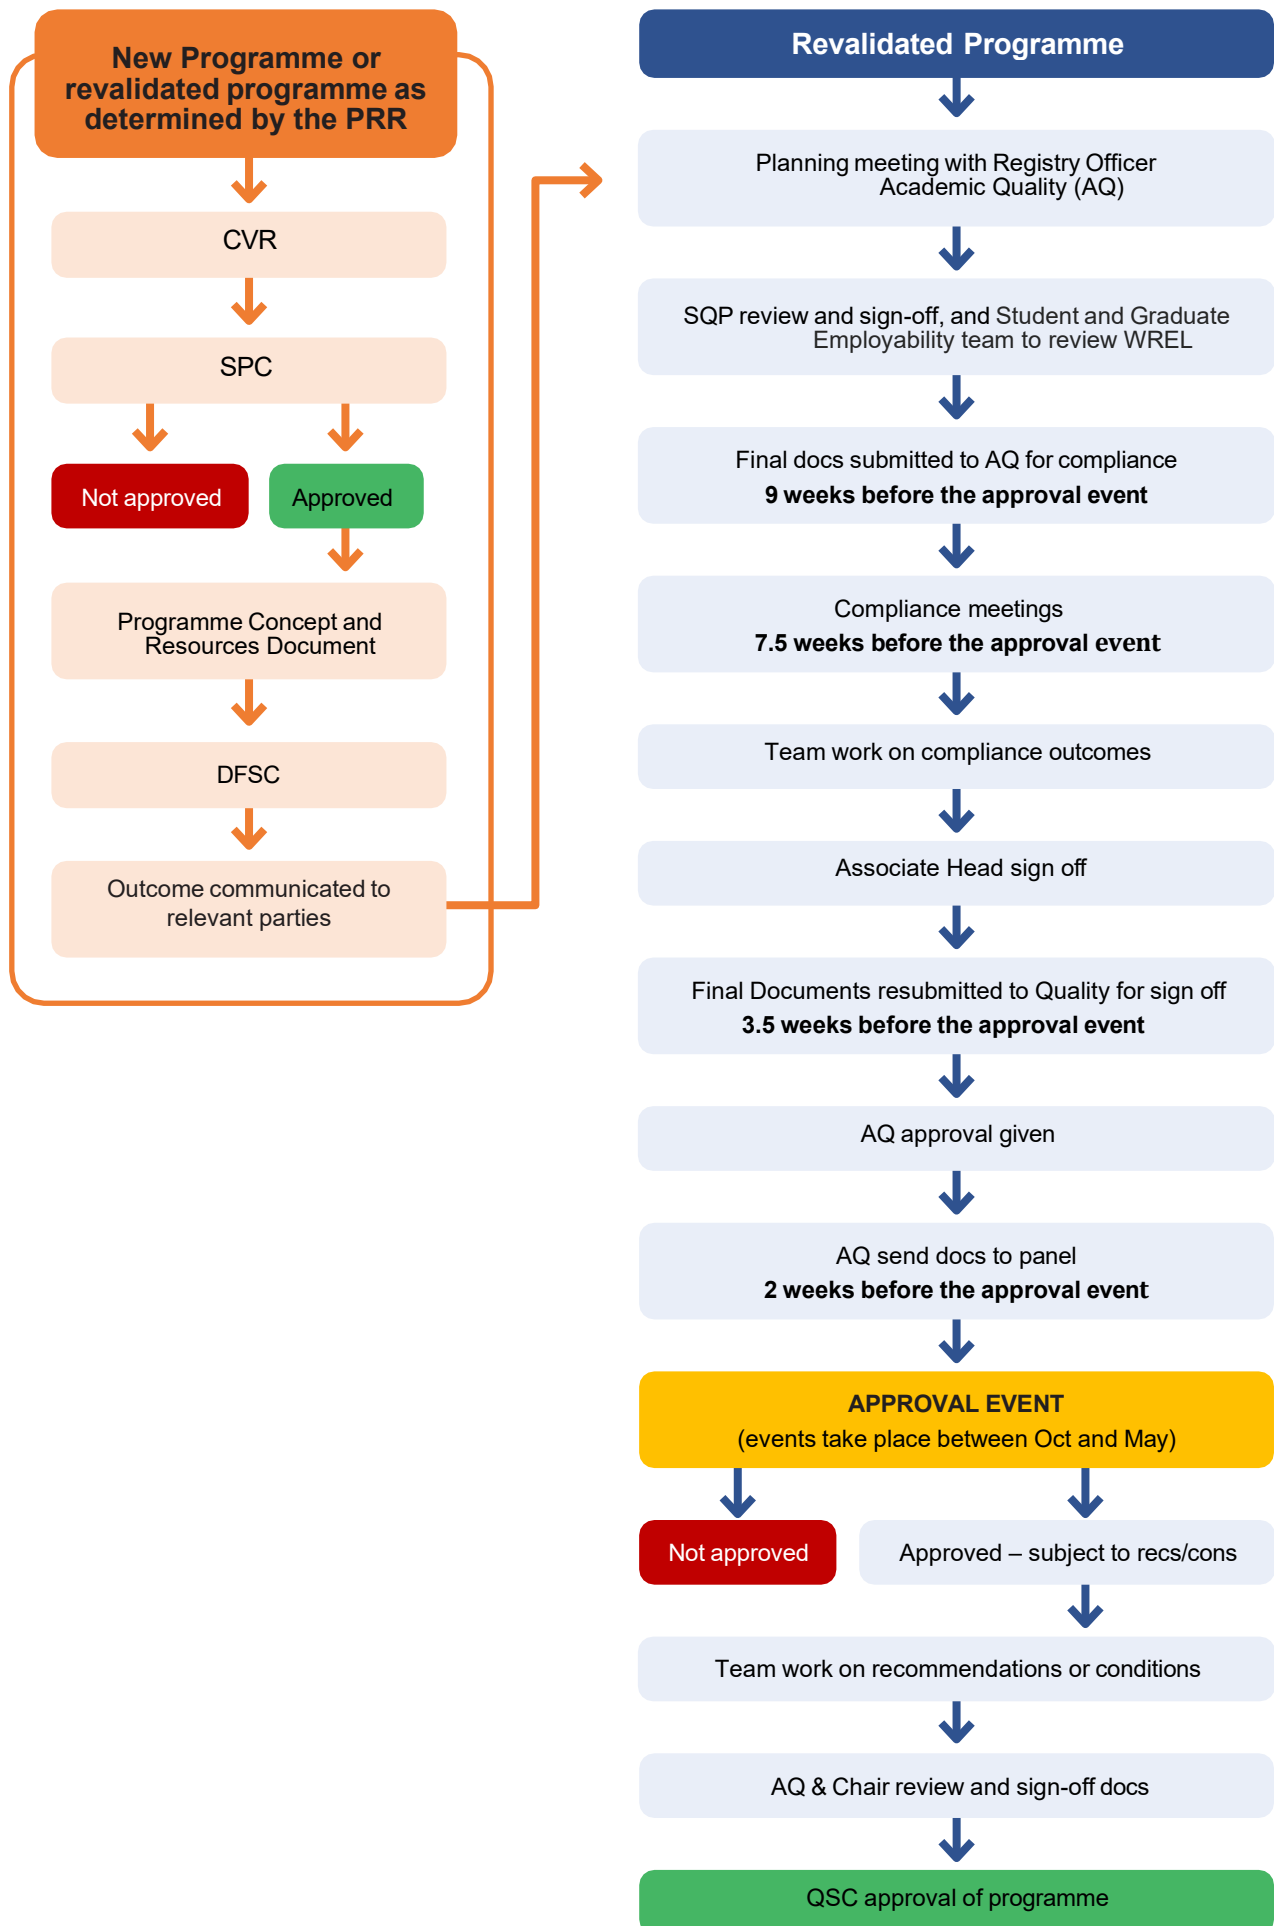 New Programme or
revalidated programme as
determined by the PRR
CVR
SPC
Not approved
Approved
Programme Concept and
Resources Document
DFSC
Outcome communicated to
relevant parties
Revalidated Programme
Planning meeting with Registry Officer
Academic Quality (AQ)
SQP review and sign-off, and Student and Graduate
Employability team to review WREL
Final docs submitted to AQ for compliance
9 weeks before the approval event
Compliance meetings
7.5 weeks before the approval event
Team work on compliance outcomes
Associate Head sign off
Final Documents resubmitted to Quality for sign off
3.5 weeks before the approval event
AQ approval given
AQ send docs to panel
2 weeks before the approval event
APPROVAL EVENT
(events take place between Oct and May)
Not approved
Approved – subject to recs/cons
Team work on recommendations or conditions
AQ & Chair review and sign-off docs
QSC approval of programme